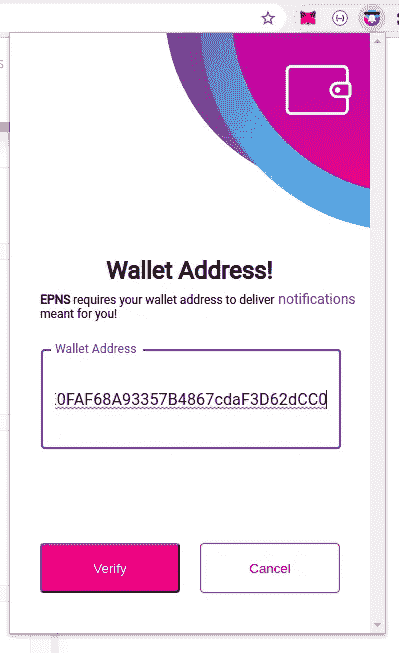 Wallet Address!
EPNS requires your wallet address to deliver notifications
meant for you!
Wallet Address
0FAF68A93357B4867cdaF3D62dCC0
Verify
Cancel